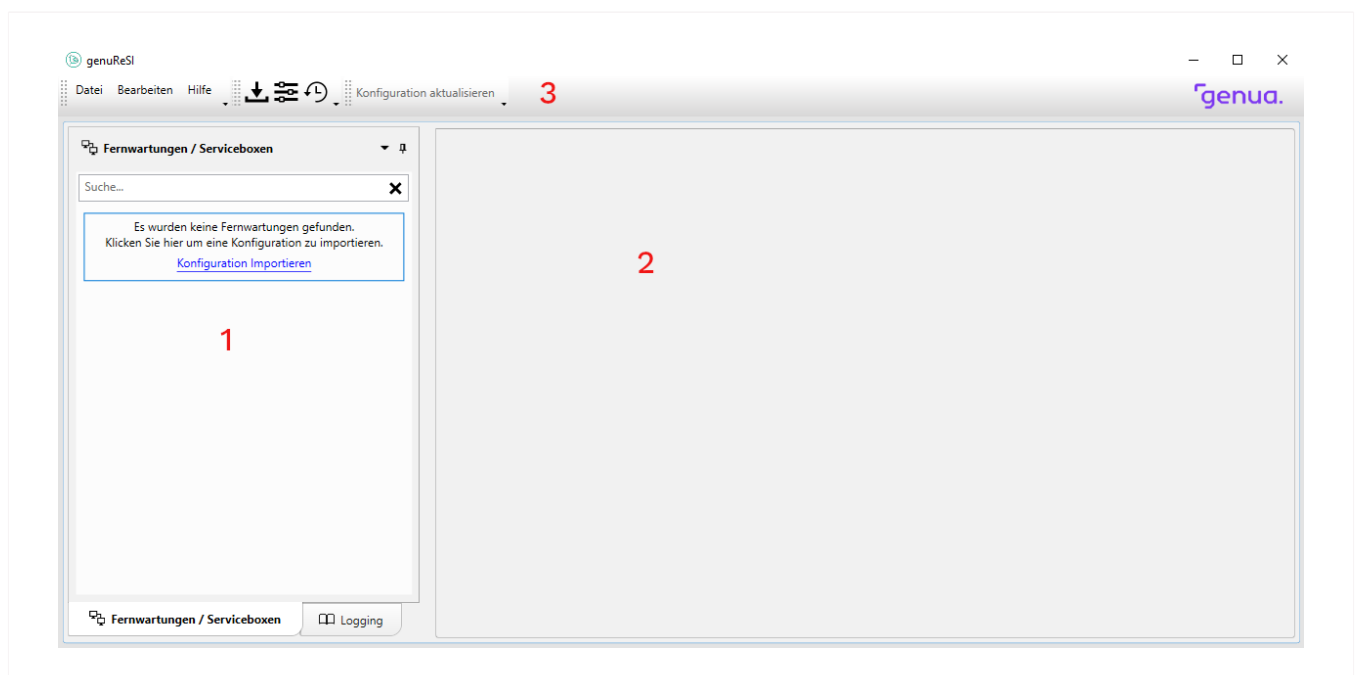 genuReSI
Datei Bearbeiten Hilfe Konfiguration aktualisieren 3 genua.
Fernwartungen / Serviceboxen
Suche...
Es wurden keine Fernwartungen gefunden.
Klicken Sie hier um eine Konfiguration zu importieren.
Konfiguration Importieren
2
1
Fernwartungen / Serviceboxen Logging